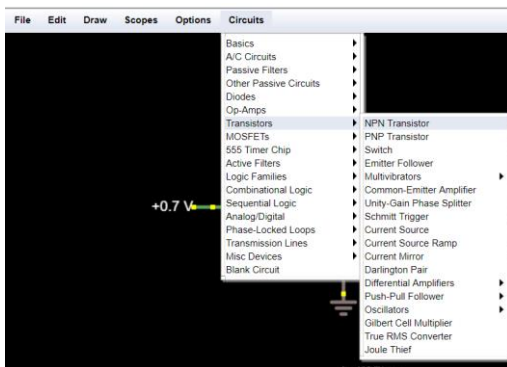 File Edit Draw Scopes Options Circuits
Basics
A/C Circuits
Passive Filters
Other Passive Circuits
Diodes
Op-Amps
Transistors
MOSFETs
555 Timer Chip
Active Filters
Logic Families
Combinational Logic
Sequential Logic
Analog/Digital
Phase-Locked Loops
Transmission Lines
Misc Devices
Blank Circuit
NPN Transistor
PNP Transistor
Switch
Emitter Follower
Multivibrators
Common-Emitter Amplifier
Unity-Gain Phase Splitter
Schmitt Trigger
Current Source
Current Source Ramp
Current Mirror
Darlington Pair
Differential Amplifiers
Push-Pull Follower
Oscillators
Gilbert Cell Multiplier
True RMS Converter
Joule Thief
+0.7 V